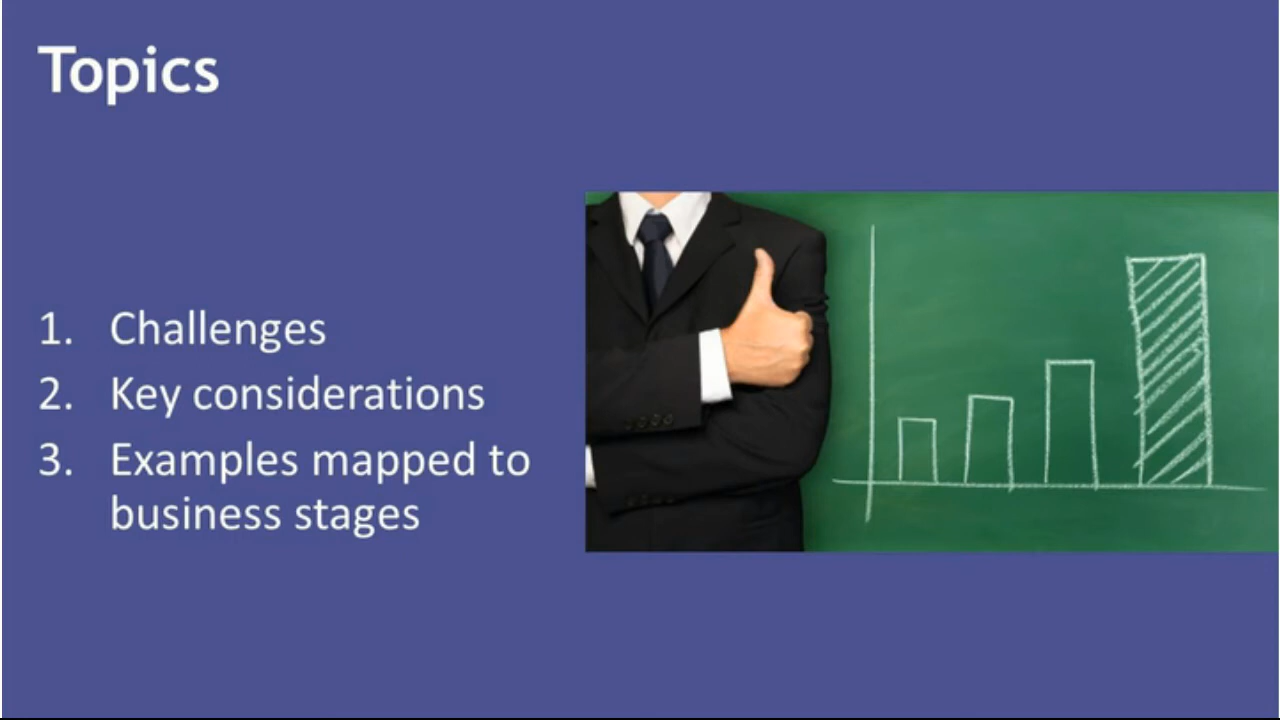 Topics
1. Challenges
2. Key considerations
3. Examples mapped to
business stages